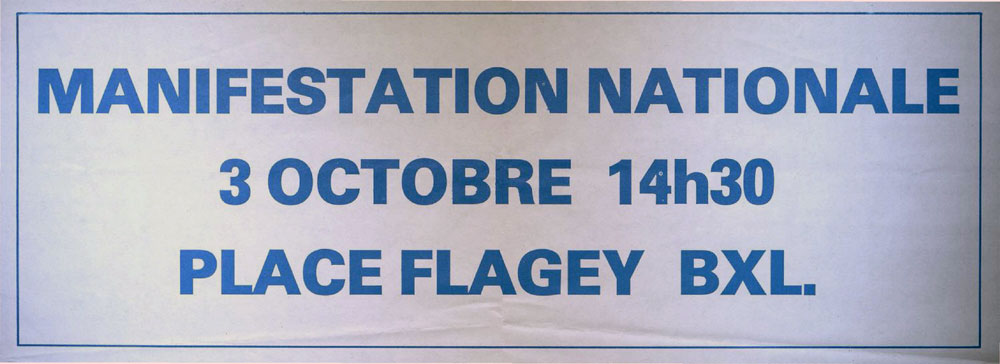 MANIFESTATION NATIONALE
3 OCTOBRE 14h30
PLACE FLAGEY BXL.